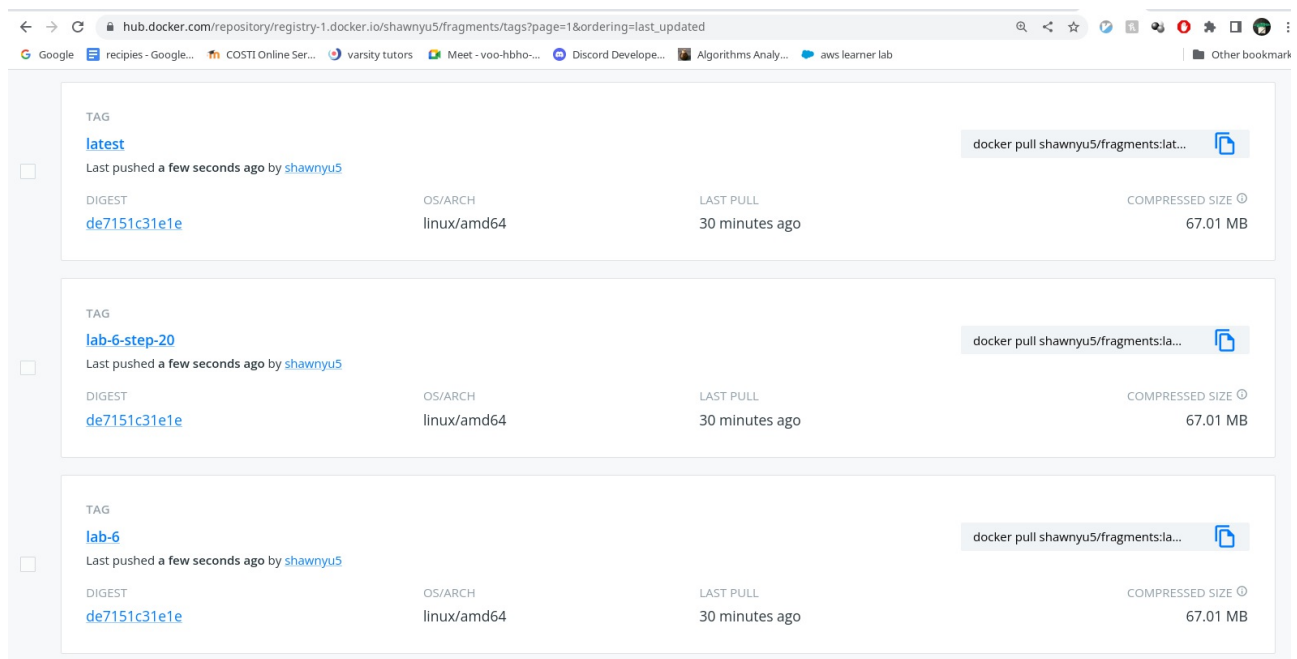 hub.docker.com/repository/registry-1.docker.io/shawnyu5/fragments/tags?page=1&ordering=last_updated
Google recipies - Google... COSTI Online Ser... varsity tutors Meet - voo-hbho-... Discord Develope... Algorithms Analy... aws learner lab Other bookmark
TAG
latest docker pull shawnyu5/fragments:lat...
Last pushed a few seconds ago by shawnyu5
DIGEST OS/ARCH LAST PULL COMPRESSED SIZE
de7151c31e1e linux/amd64 30 minutes ago 67.01 MB
TAG
lab-6-step-20 docker pull shawnyu5/fragments:la...
Last pushed a few seconds ago by shawnyu5
DIGEST OS/ARCH LAST PULL COMPRESSED SIZE
de7151c31e1e linux/amd64 30 minutes ago 67.01 MB
TAG
lab-6 docker pull shawnyu5/fragments:la...
Last pushed a few seconds ago by shawnyu5
DIGEST OS/ARCH LAST PULL COMPRESSED SIZE
de7151c31e1e linux/amd64 30 minutes ago 67.01 MB